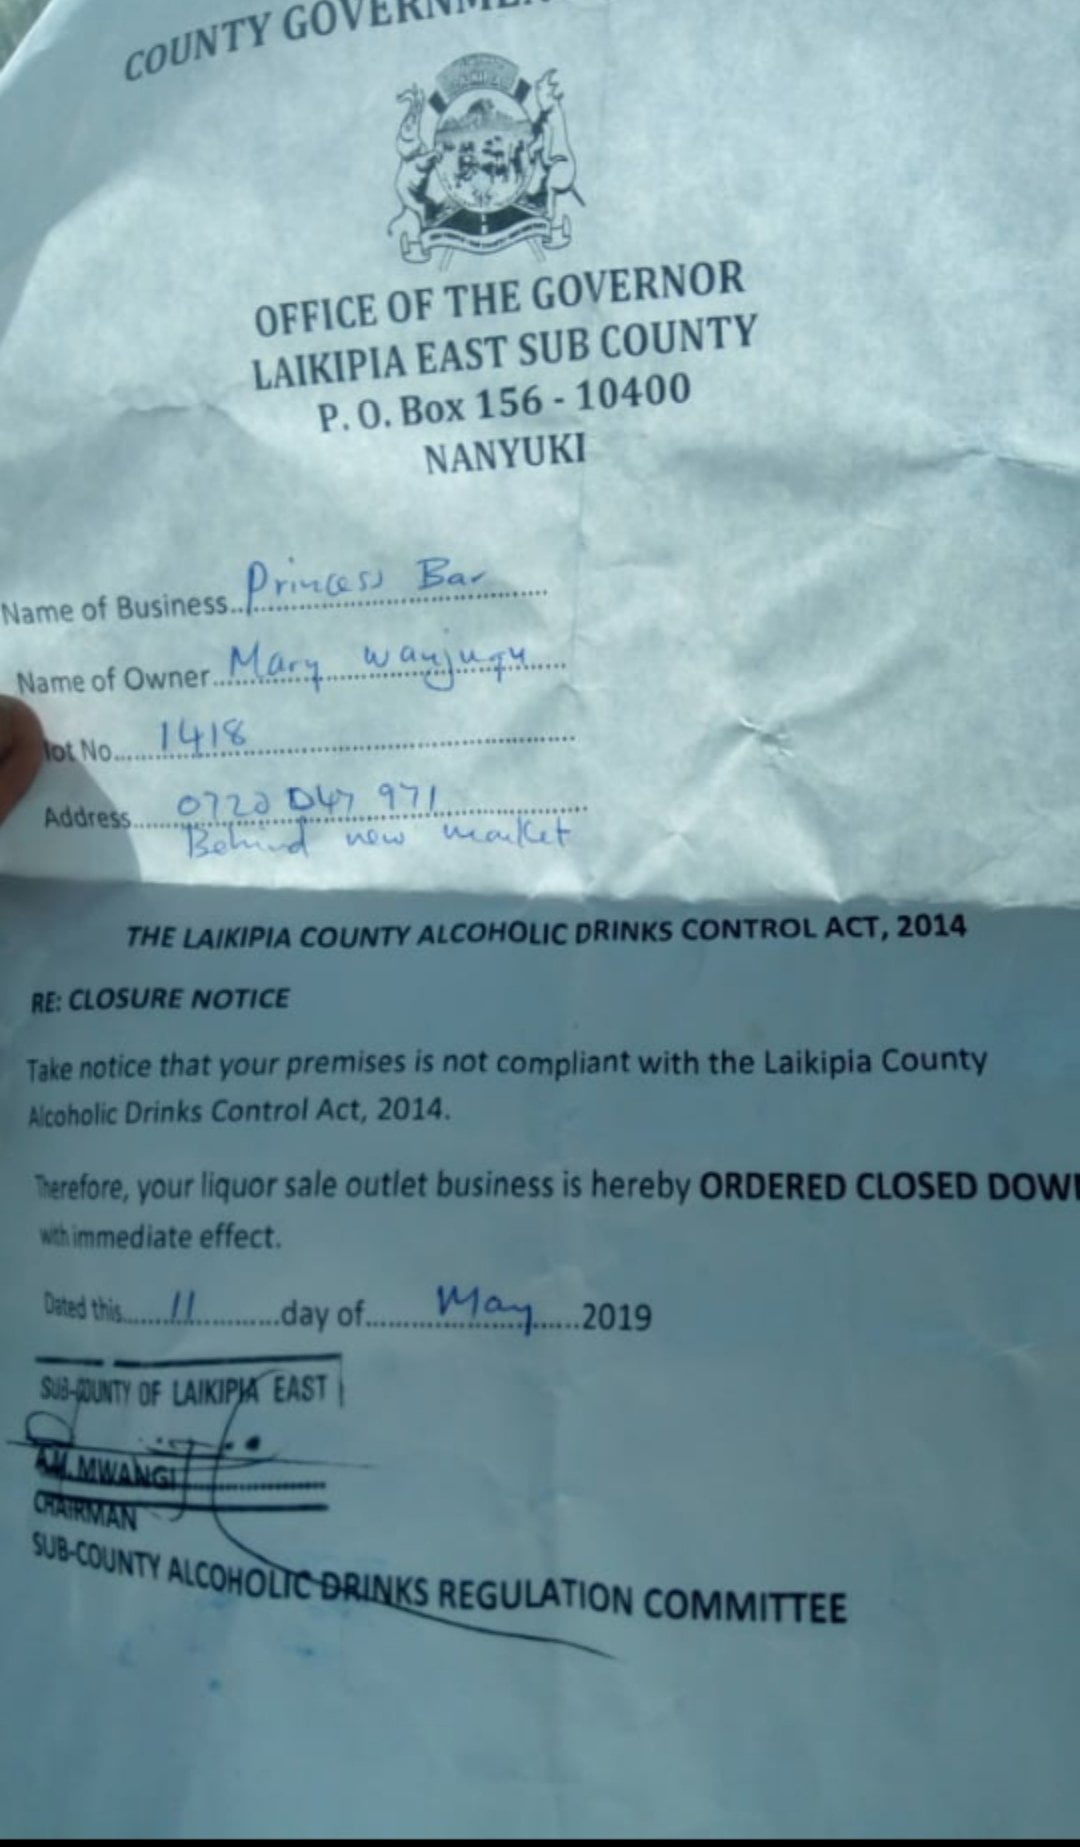 COUNTY GOVERNMEN
OFFICE OF THE GOVERNOR
LAIKIPIA EAST SUB COUNTY
P. O. Box 156 - 10400
NANYUKI
Name of Business Princess Bar
Name of Owner Mary Wanjugu
lot No 1418
Address 0722 047 971
Behind new market
THE LAIKIPIA COUNTY ALCOHOLIC DRINKS CONTROL ACT, 2014
RE: CLOSURE NOTICE
Take notice that your premises is not compliant with the Laikipia County
Alcoholic Drinks Control Act, 2014.
Therefore, your liquor sale outlet business is hereby ORDERED CLOSED DOWN
with immediate effect.
Dated this 11 day of May 2019
SUB-COUNTY OF LAIKIPIA EAST
A.M. MWANGI
CHAIRMAN
SUB-COUNTY ALCOHOLIC DRINKS REGULATION COMMITTEE